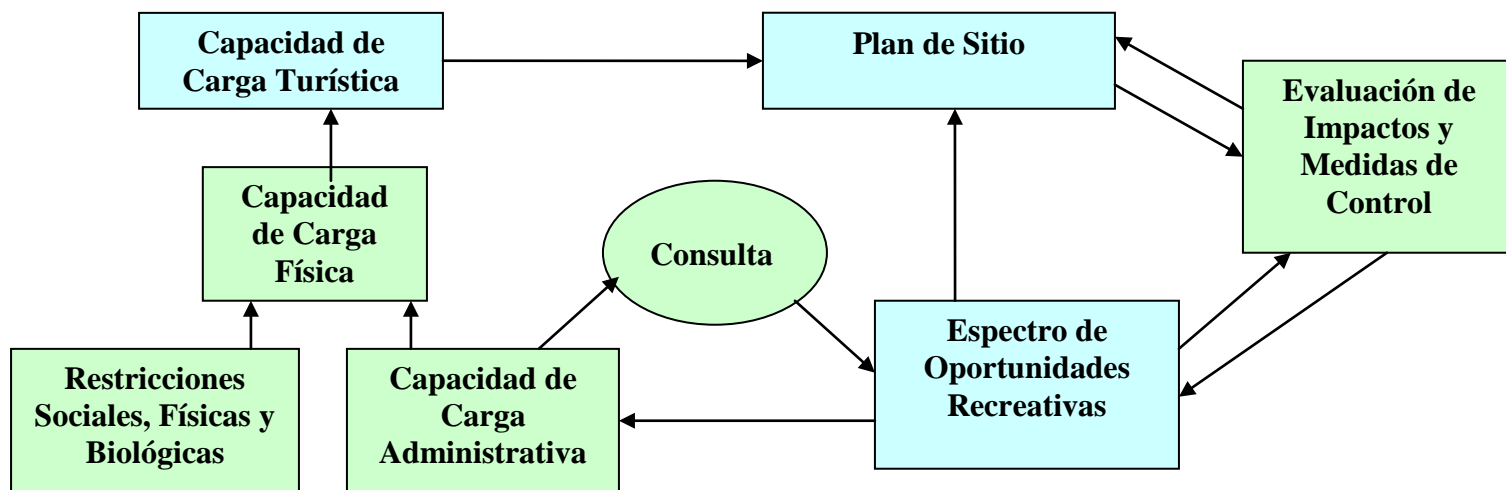 Capacidad de
Carga Turística
Plan de Sitio
Evaluación de
Impactos y
Medidas de
Control
Capacidad
de Carga
Física
Consulta
Espectro de
Oportunidades
Recreativas
Restricciones
Sociales, Físicas y
Biológicas
Capacidad de
Carga
Administrativa